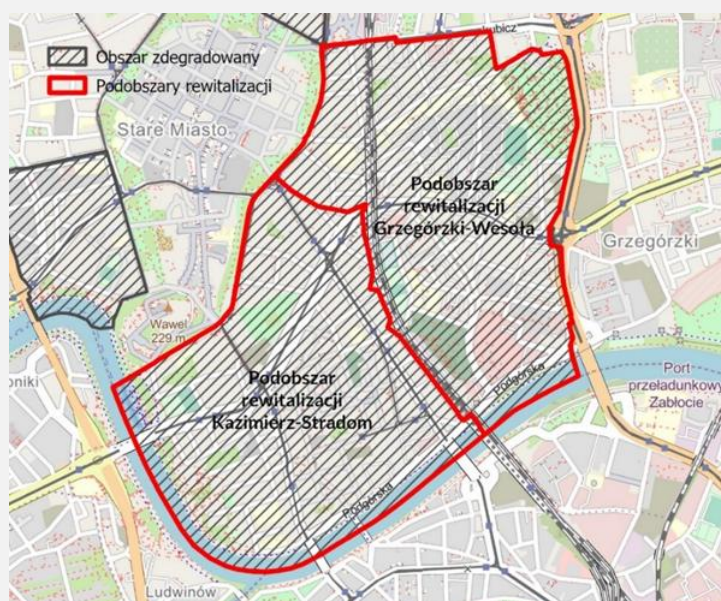 Obszar zdegradowany
Podobszary rewitalizacji
Stare Miasto
Podobszar
rewitalizacji
Grzegórzki-Wesoła
Grzegórzki
Wawel
229 m
Podobszar
rewitalizacji
Kazimierz-Stradom
Podgórska
Port
przeładunkowy
Zabłocie
Podgórska
Ludwinów